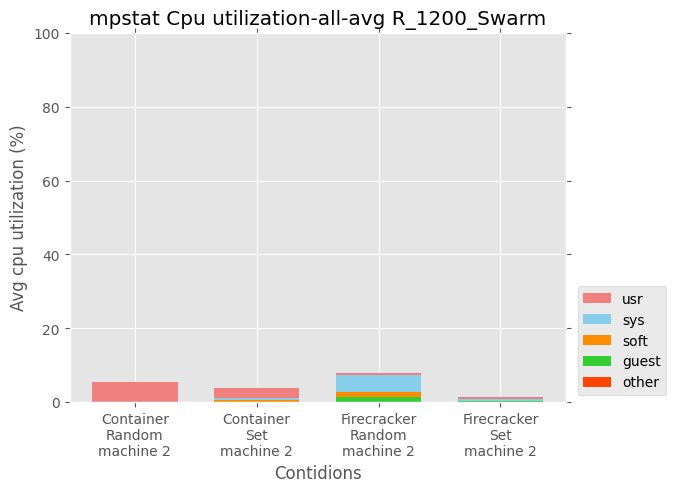 mpstat Cpu utilization-all-avg R_1200_Swarm
100
80
60
40
20
0
Avg cpu utilization (%)
usr
sys
soft
guest
other
Container
Random
machine 2
Container
Set
machine 2
Firecracker
Random
machine 2
Firecracker
Set
machine 2
Contidions